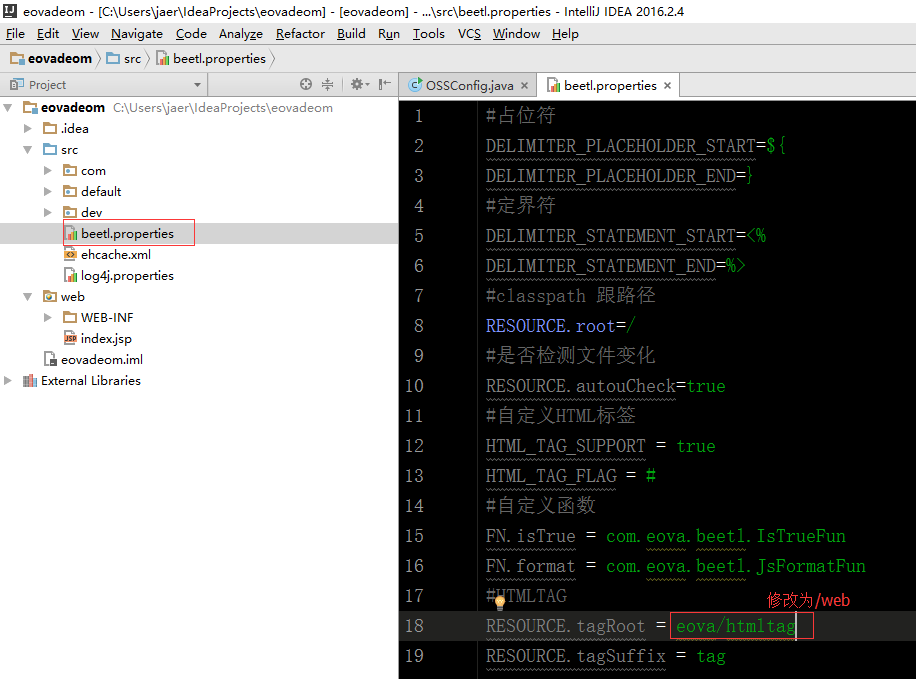 eovadeom - [C:\Users\jaer\IdeaProjects\eovadeom] - [eovadeom] - ...\src\beetl.properties - IntelliJ IDEA 2016.2.4
File Edit View Navigate Code Analyze Refactor Build Run Tools VCS Window Help
eovadeom src beetl.properties
Project
OSSConfig.java beetl.properties
eovadeom C:\Users\jaer\IdeaProjects\eovadeom
.idea
src
com
default
dev
beetl.properties
ehcache.xml
log4j.properties
web
WEB-INF
index.jsp
eovadeom.iml
External Libraries
1 #占位符
2 DELIMITER_PLACEHOLDER_START=${
3 DELIMITER_PLACEHOLDER_END=}
4 #定界符
5 DELIMITER_STATEMENT_START=<%
6 DELIMITER_STATEMENT_END=%>
7 #classpath 跟路径
8 RESOURCE.root=/
9 #是否检测文件变化
10 RESOURCE.autouCheck=true
11 #自定义HTML标签
12 HTML_TAG_SUPPORT = true
13 HTML_TAG_FLAG = #
14 #自定义函数
15 FN.isTrue = com.eova.beetl.IsTrueFun
16 FN.format = com.eova.beetl.JsFormatFun
17 #HTMLTAG
修改为/web
18 RESOURCE.tagRoot = eova/htmltag
19 RESOURCE.tagSuffix = tag